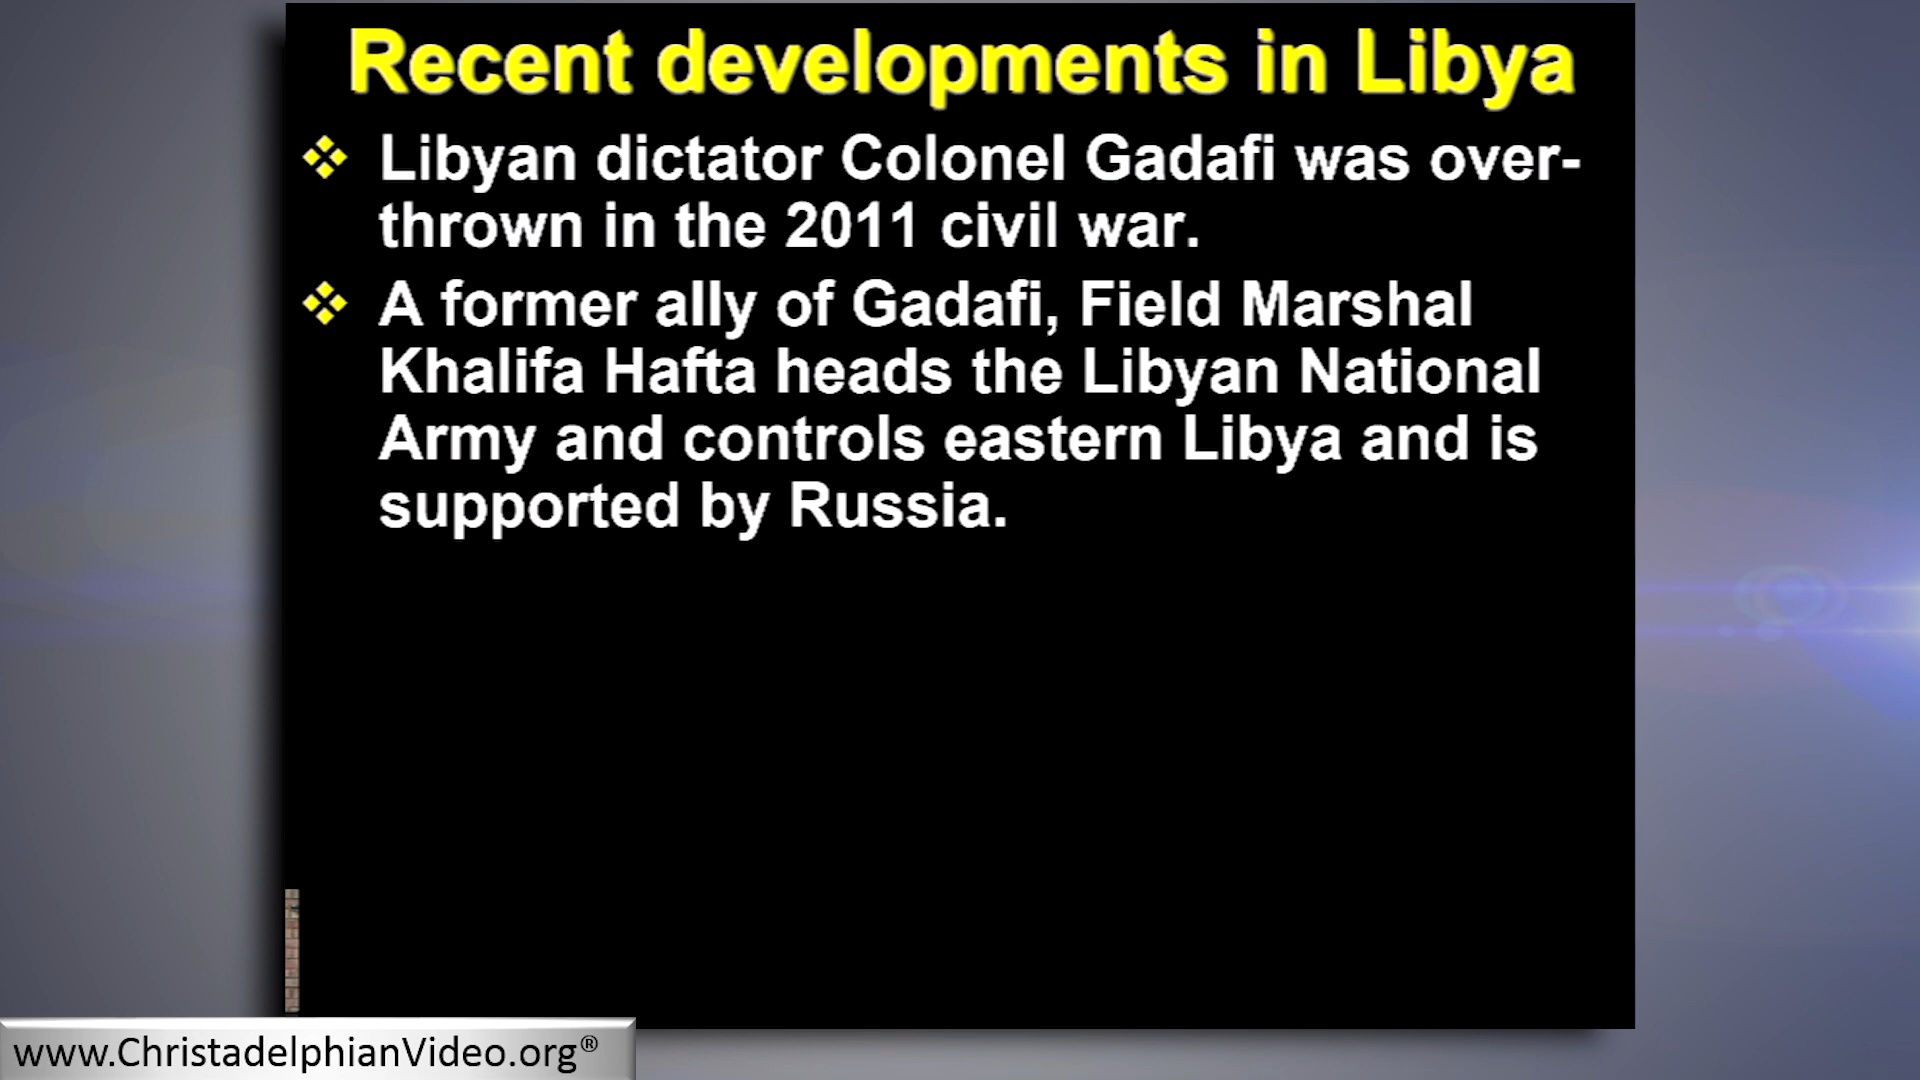 Recent developments in Libya
Libyan dictator Colonel Gadafi was over-
thrown in the 2011 civil war.
A former ally of Gadafi, Field Marshal
Khalifa Hafta heads the Libyan National
Army and controls eastern Libya and is
supported by Russia.
www.ChristadelphianVideo.org®